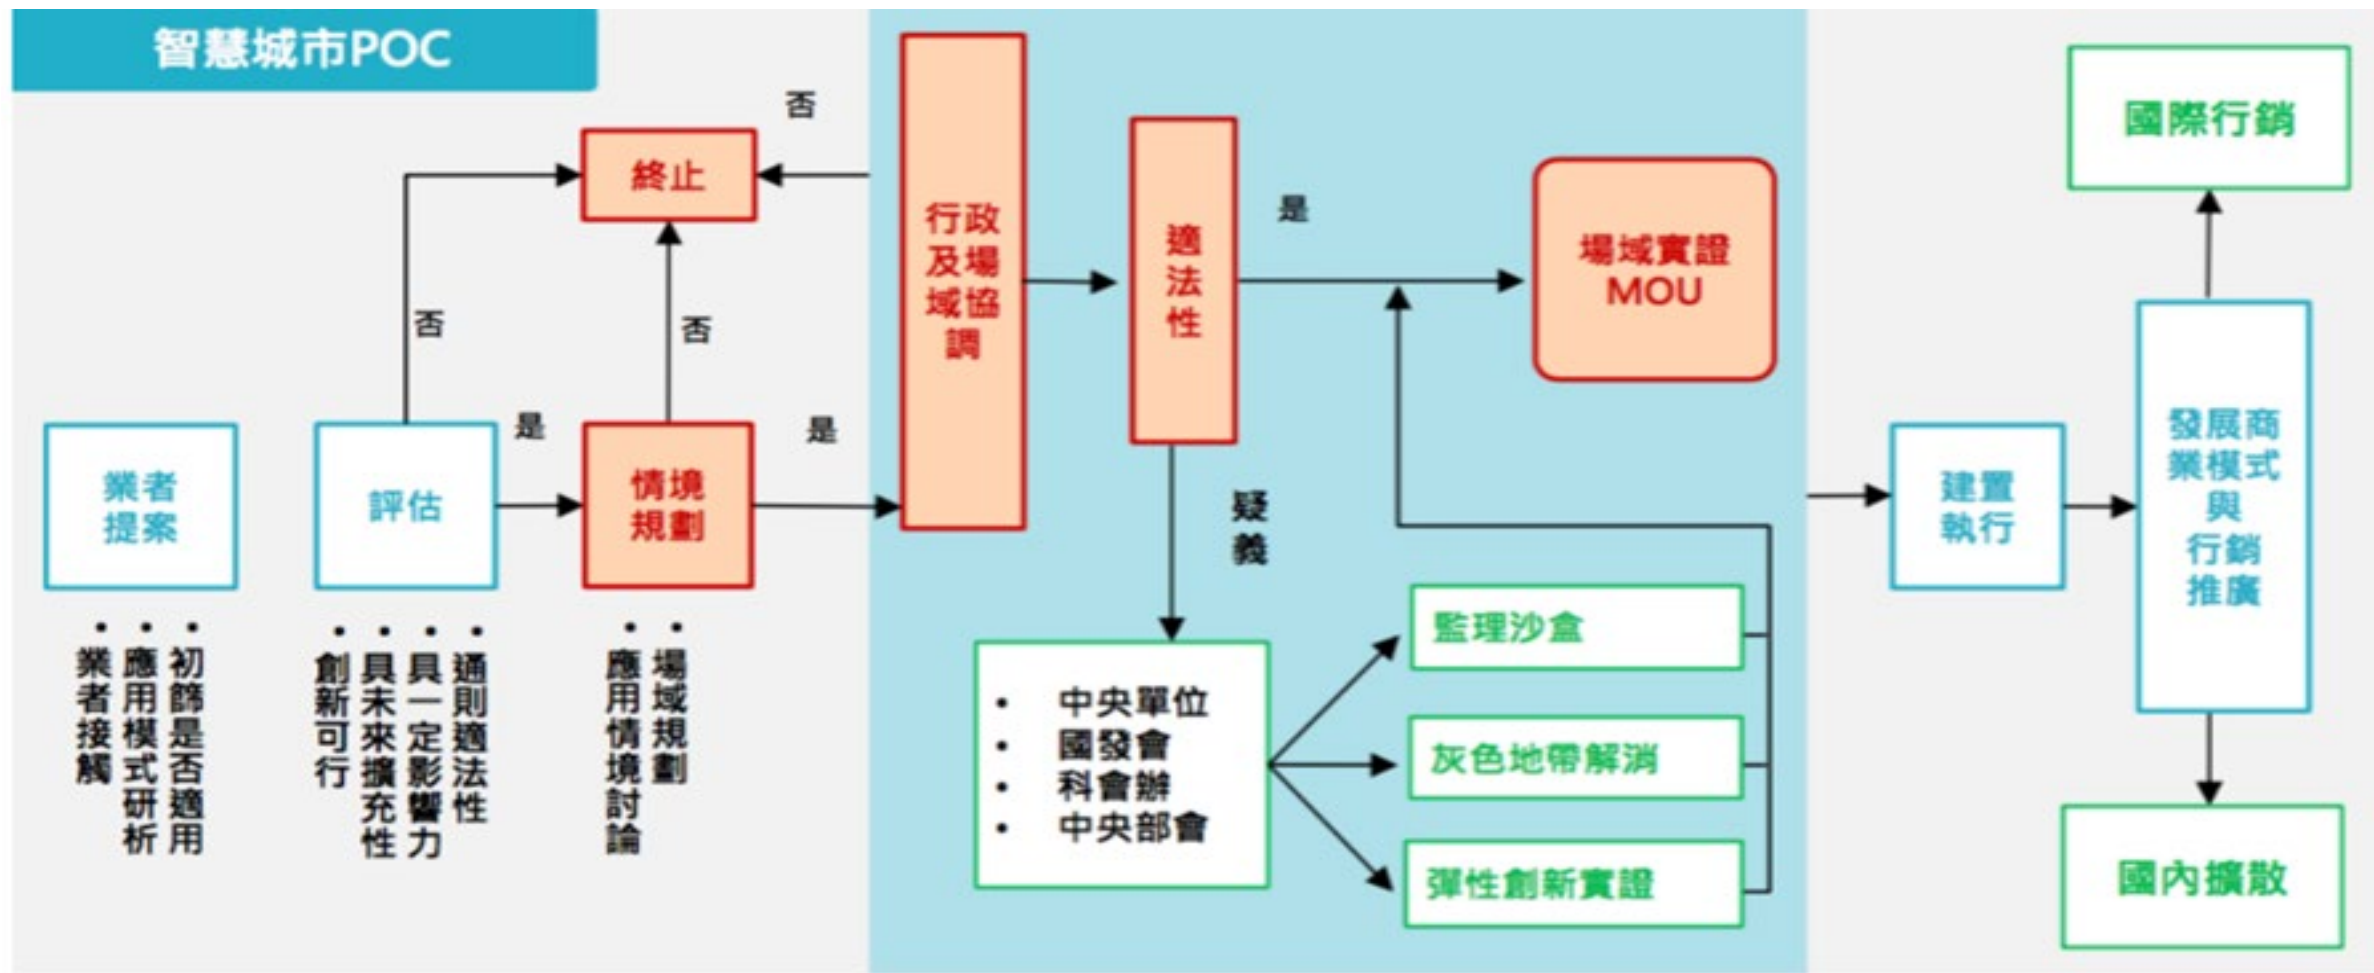 智慧城市POC
否
終止
否
否
業者
提案
評估
是
情境
規劃
是
• 業者接觸
• 應用模式研析
• 初篩是否適用
• 創新可行
• 具未來擴充性
• 具一定影響力
• 通則適法性
• 應用情境討論
• 場域規劃
行政
及場
域協
調
適
法
性
是
場域實證
MOU
疑
義
• 中央單位
• 國發會
• 科會辦
• 中央部會
監理沙盒
灰色地帶解消
彈性創新實證
建置
執行
發展商
業模式
與
行銷
推廣
國際行銷
國內擴散